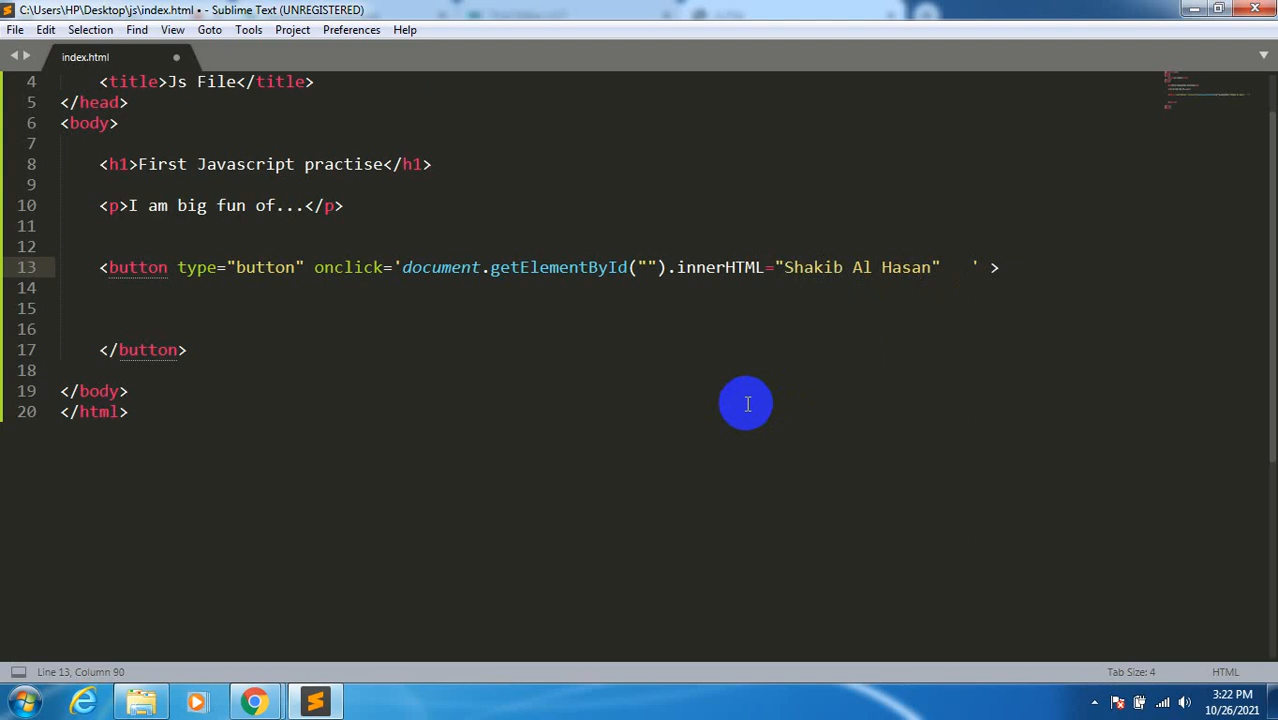 C:\Users\HP\Desktop\js\index.html • - Sublime Text (UNREGISTERED)
File Edit Selection Find View Goto Tools Project Preferences Help
index.html
4 <title>Js File</title>
5 </head>
6 <body>
7
8 <h1>First Javascript practise</h1>
9
10 <p>I am big fun of...</p>
11
12
13 <button type="button" onclick='document.getElementById("").innerHTML="Shakib Al Hasan" ' >
14
15
16
17 </button>
18
19 </body>
20 </html>
Line 13, Column 90 Tab Size: 4 HTML
3:22 PM
10/26/2021